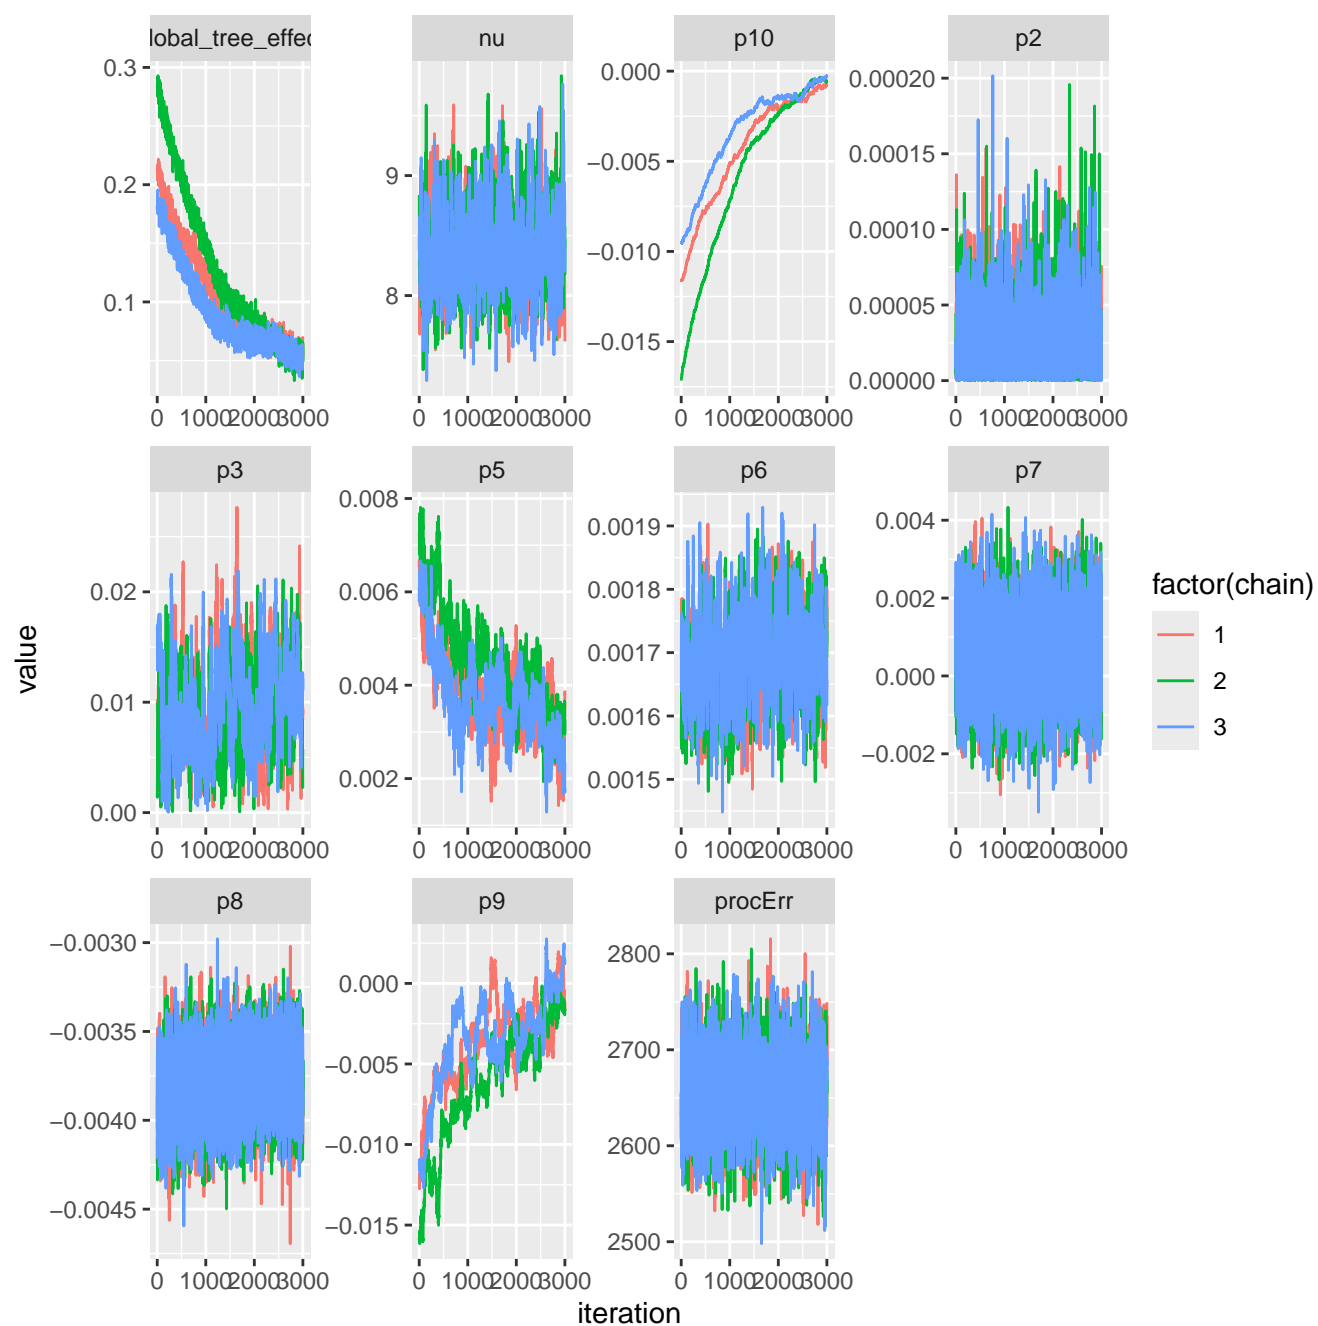 lobal_tree_effec
nu
p10
p2
0.3
0.2
0.1
9
8
0.000
−0.005
−0.010
−0.015
0.00020
0.00015
0.00010
0.00005
0.00000
0 1000 2000 3000
0 1000 2000 3000
0 1000 2000 3000
0 1000 2000 3000
p3
p5
p6
p7
0.02
0.01
0.00
0.008
0.006
0.004
0.002
0.0019
0.0018
0.0017
0.0016
0.0015
0.004
0.002
0.000
−0.002
0 1000 2000 3000
0 1000 2000 3000
0 1000 2000 3000
0 1000 2000 3000
p8
p9
procErr
−0.0030
−0.0035
−0.0040
−0.0045
0.000
−0.005
−0.010
−0.015
2800
2700
2600
2500
0 1000 2000 3000
0 1000 2000 3000
0 1000 2000 3000
value
iteration
factor(chain)
1
2
3